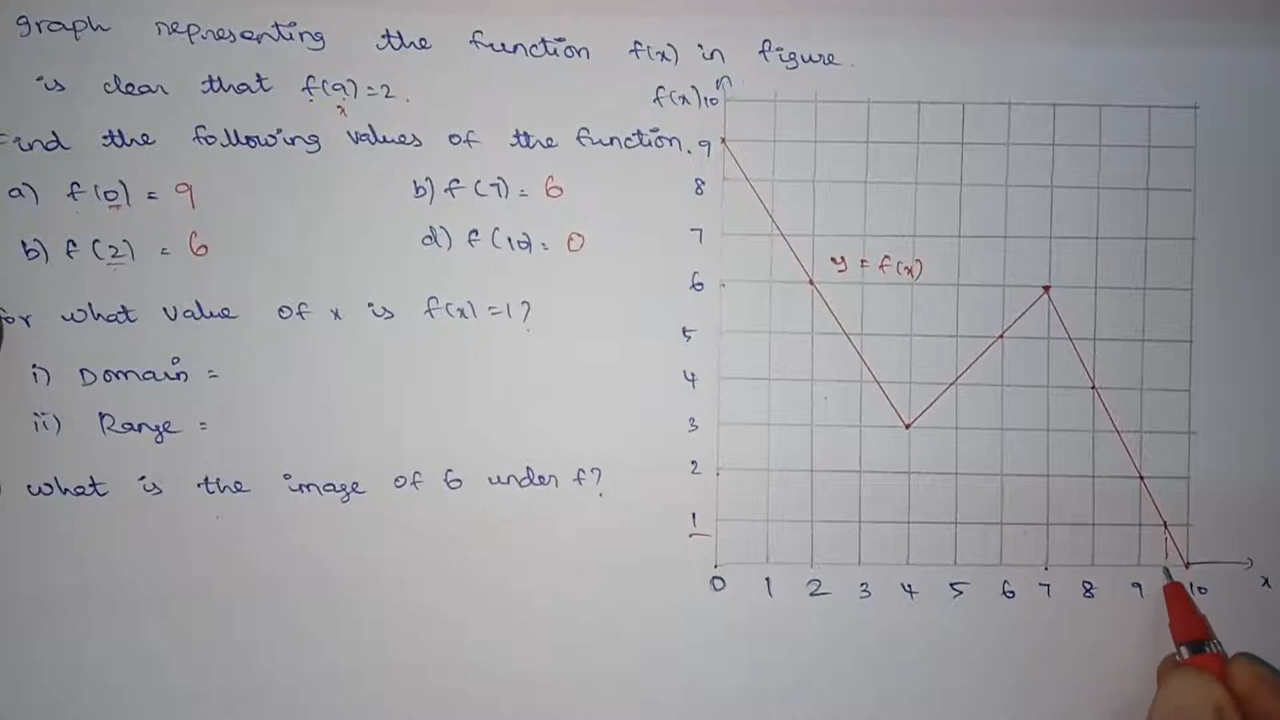 graph representing the function f(x) in figure.
is clear that f(9)=2.
x
Find the following values of the function.
a) f(0) = 9
b) f(7) = 6
b) f(2) = 6
d) f(10) = 0
for what value of x is f(x)=1?
i) Domain =
ii) Range =
what is the image of 6 under f?
f(x) 10
9
8
7
y = f(x)
6
5
4
3
2
1
0 1 2 3 4 5 6 7 8 9 10 x